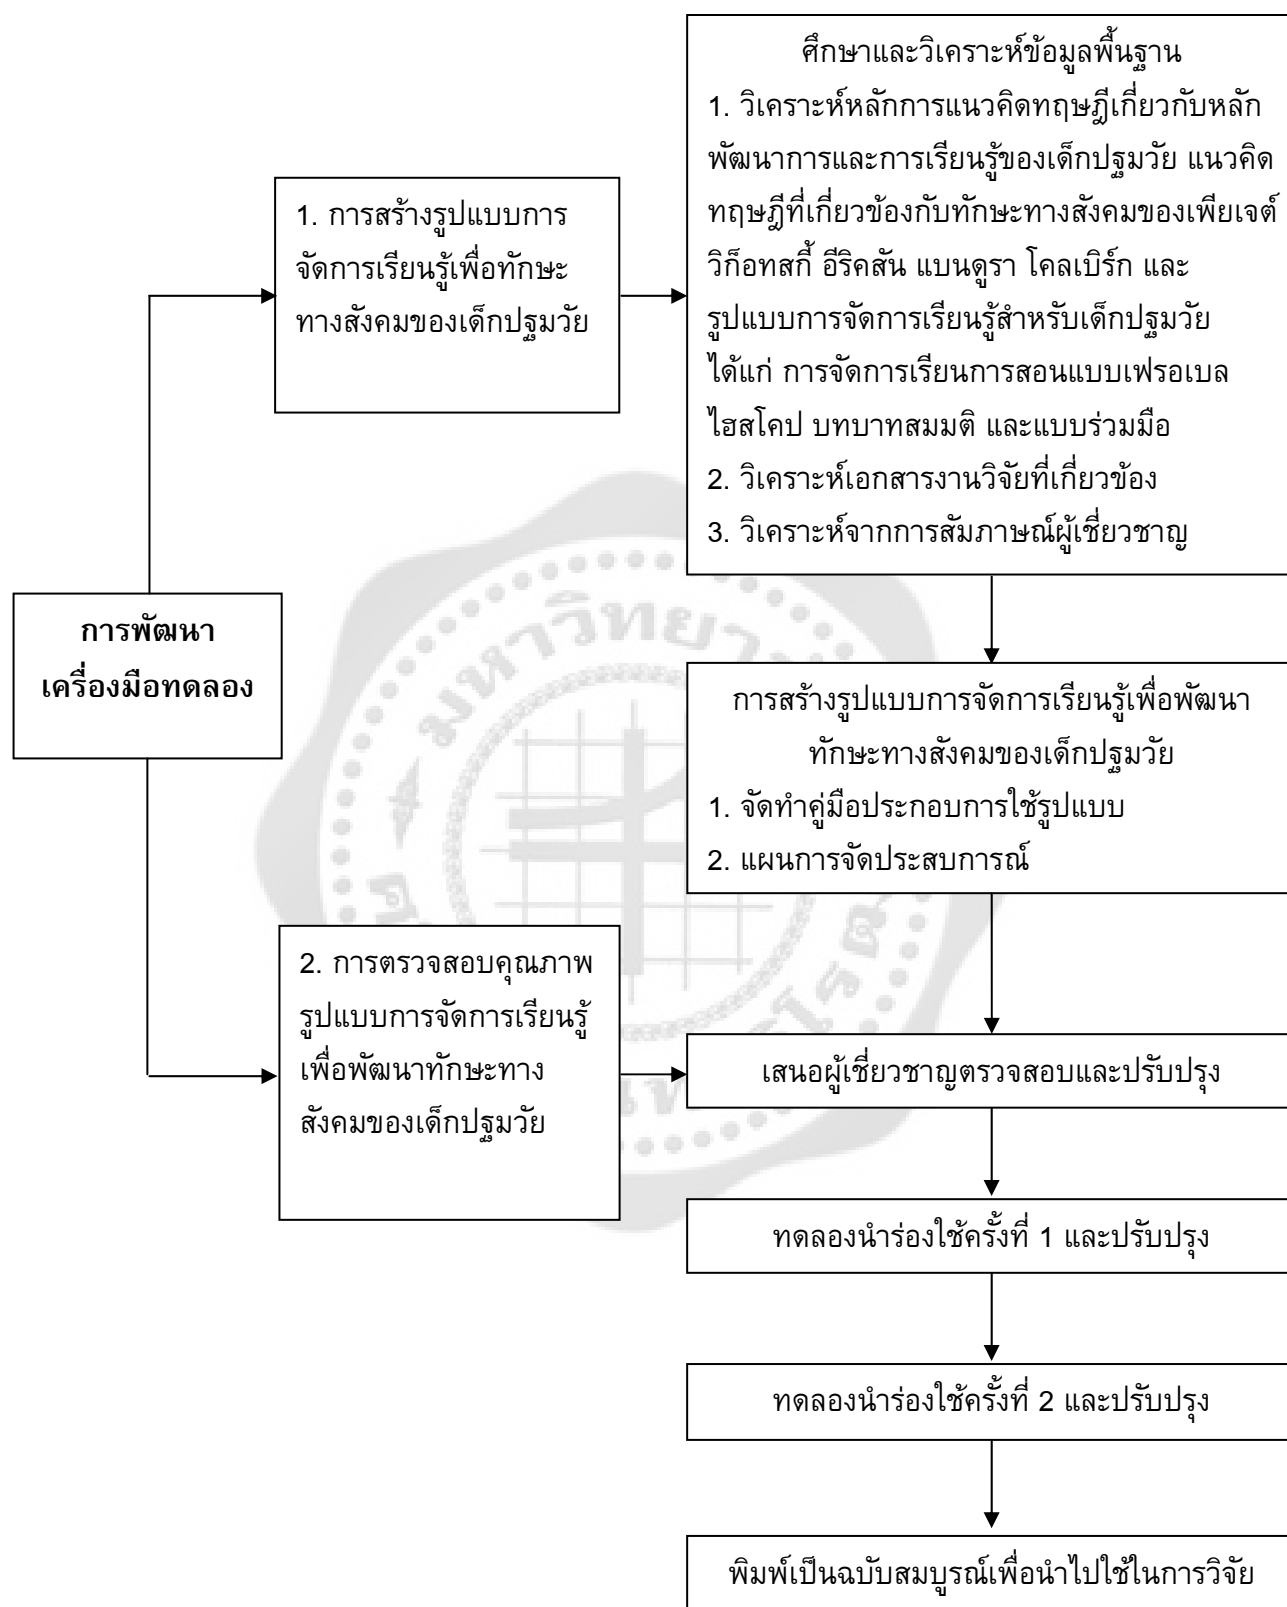 การพัฒนา
เครื่องมือทดลอง
1. การสร้างรูปแบบการ
จัดการเรียนรู้เพื่อทักษะ
ทางสังคมของเด็กปฐมวัย
ศึกษาและวิเคราะห์ข้อมูลพื้นฐาน
1. วิเคราะห์หลักการแนวคิดทฤษฎีเกี่ยวกับหลัก
พัฒนาการและการเรียนรู้ของเด็กปฐมวัย แนวคิด
ทฤษฎีที่เกี่ยวข้องกับทักษะทางสังคมของเพียเจต์
วิก็อทสกี้ อีริคสัน แบนดูรา โคลเบิร์ก และ
รูปแบบการจัดการเรียนรู้สำหรับเด็กปฐมวัย
ได้แก่ การจัดการเรียนการสอนแบบเฟรอเบล
ไฮสโคป บทบาทสมมติ และแบบร่วมมือ
2. วิเคราะห์เอกสารงานวิจัยที่เกี่ยวข้อง
3. วิเคราะห์จากการสัมภาษณ์ผู้เชี่ยวชาญ
การสร้างรูปแบบการจัดการเรียนรู้เพื่อพัฒนา
ทักษะทางสังคมของเด็กปฐมวัย
1. จัดทำคู่มือประกอบการใช้รูปแบบ
2. แผนการจัดประสบการณ์
2. การตรวจสอบคุณภาพ
รูปแบบการจัดการเรียนรู้
เพื่อพัฒนาทักษะทาง
สังคมของเด็กปฐมวัย
เสนอผู้เชี่ยวชาญตรวจสอบและปรับปรุง
ทดลองนำร่องใช้ครั้งที่ 1 และปรับปรุง
ทดลองนำร่องใช้ครั้งที่ 2 และปรับปรุง
พิมพ์เป็นฉบับสมบูรณ์เพื่อนำไปใช้ในการวิจัย